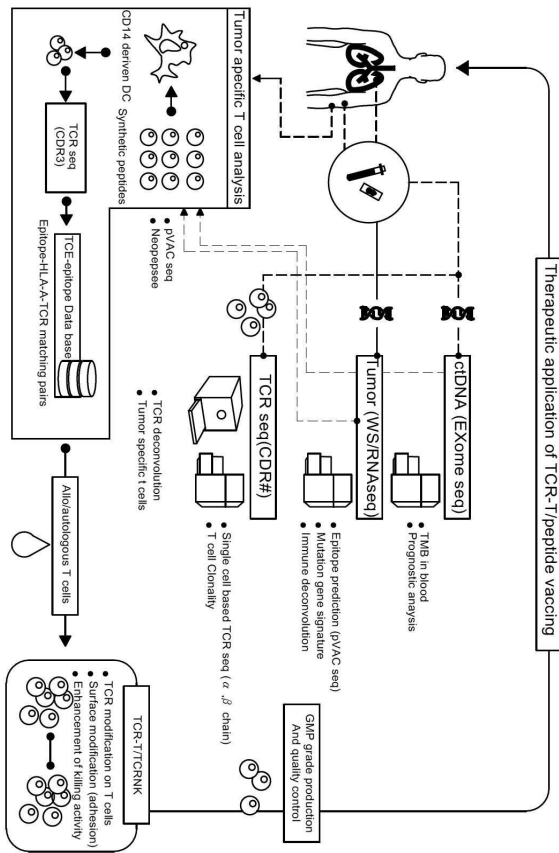 Therapeutic application of TCR-T/peptide vaccing
ctDNA (EXome seq)
TMB in blood
Prognostic anaysis
Tumor (WS/RNAseq)
Epitope prediction (pVAC seq)
Mutation gene signature
Immune deconvolution
TCR seq(CDR#)
Single cell based TCR seq (α ,β chain)
T cell Clonality
TCR deconvolution
Tumor specific t cells
pVAC seq
Neopepsee
Tumor apecific T cell analysis
Synthetic peptides
CD14 deriven DC
TCR seq
(CDR3)
TCE-epitope Data base
Epitope-HLA-A-TCR matching pairs
Allo/autologous T cells
TCR-T/TCRNK
TCR modification on T cells
Surface modification (adhesion)
Enhancement of killing activity
GMP grade production
And quality control